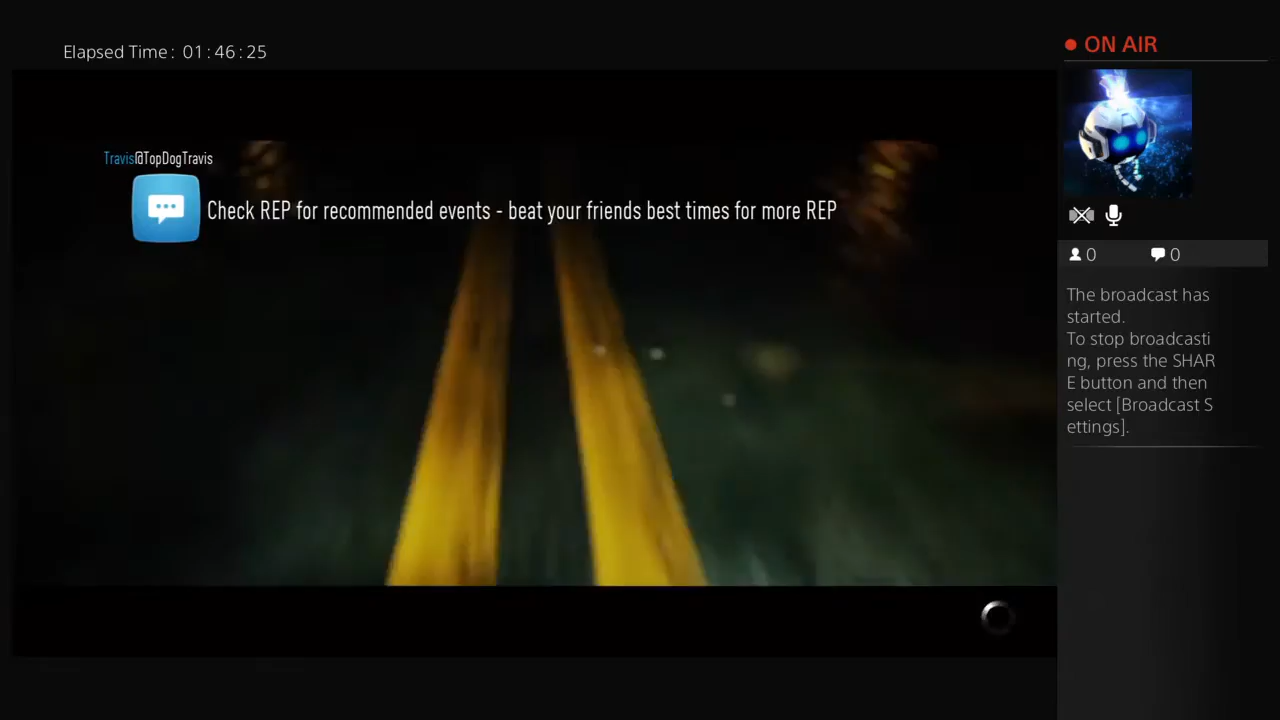 Elapsed Time: 01:46:25
ON AIR
Travis@TopDogTravis
Check REP for recommended events - beat your friends best times for more REP
0 0
The broadcast has
started.
To stop broadcasti
ng, press the SHAR
E button and then
select [Broadcast S
ettings].